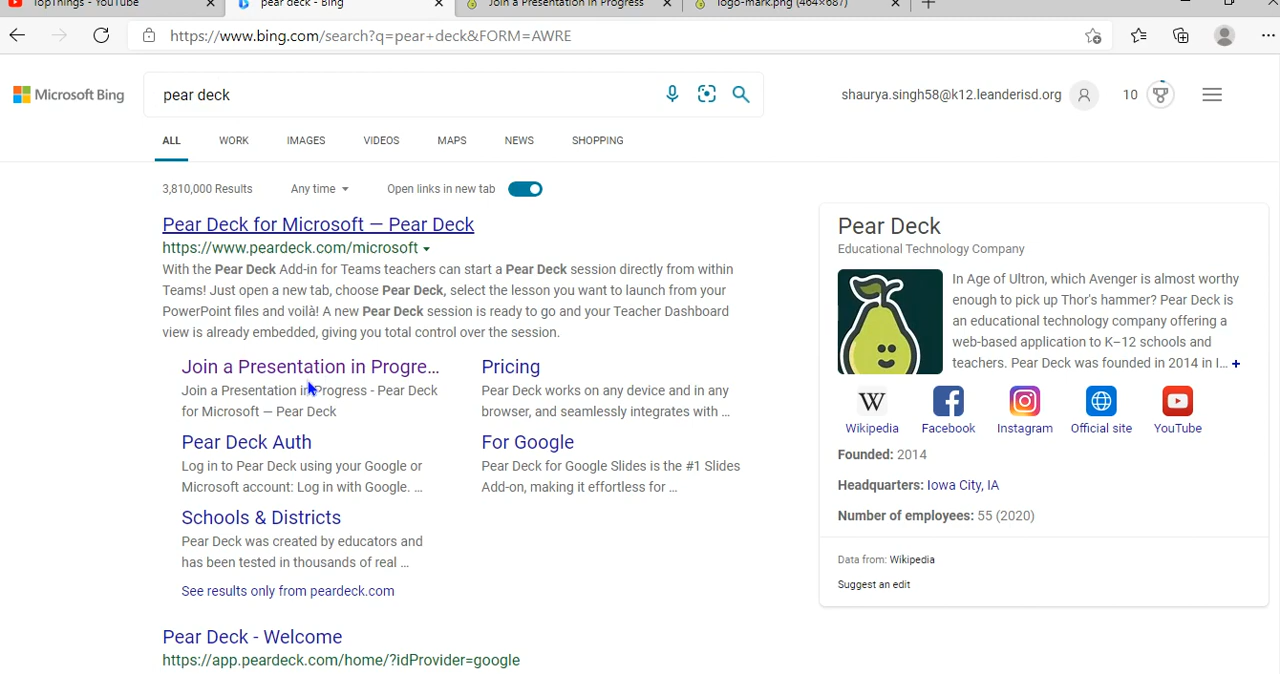 TopThings - YouTube
pear deck - Bing
Join a Presentation in Progress
logo-mark.png (464×687)
https://www.bing.com/search?q=pear+deck&FORM=AWRE
Microsoft Bing
pear deck
shaurya.singh58@k12.leanderisd.org
10
ALL
WORK
IMAGES
VIDEOS
MAPS
NEWS
SHOPPING
3,810,000 Results
Any time
Open links in new tab
Pear Deck for Microsoft — Pear Deck
https://www.peardeck.com/microsoft
With the Pear Deck Add-in for Teams teachers can start a Pear Deck session directly from within
Teams! Just open a new tab, choose Pear Deck, select the lesson you want to launch from your
PowerPoint files and voilà! A new Pear Deck session is ready to go and your Teacher Dashboard
view is already embedded, giving you total control over the session.
Join a Presentation in Progre...
Join a Presentation in Progress - Pear Deck
for Microsoft — Pear Deck
Pricing
Pear Deck works on any device and in any
browser, and seamlessly integrates with ...
Pear Deck Auth
Log in to Pear Deck using your Google or
Microsoft account: Log in with Google. ...
For Google
Pear Deck for Google Slides is the #1 Slides
Add-on, making it effortless for ...
Schools & Districts
Pear Deck was created by educators and
has been tested in thousands of real ...
See results only from peardeck.com
Pear Deck - Welcome
https://app.peardeck.com/home/?idProvider=google
Pear Deck
Educational Technology Company
In Age of Ultron, which Avenger is almost worthy
enough to pick up Thor's hammer? Pear Deck is
an educational technology company offering a
web-based application to K–12 schools and
teachers. Pear Deck was founded in 2014 in I... +
Wikipedia
Facebook
Instagram
Official site
YouTube
Founded: 2014
Headquarters: Iowa City, IA
Number of employees: 55 (2020)
Data from: Wikipedia
Suggest an edit